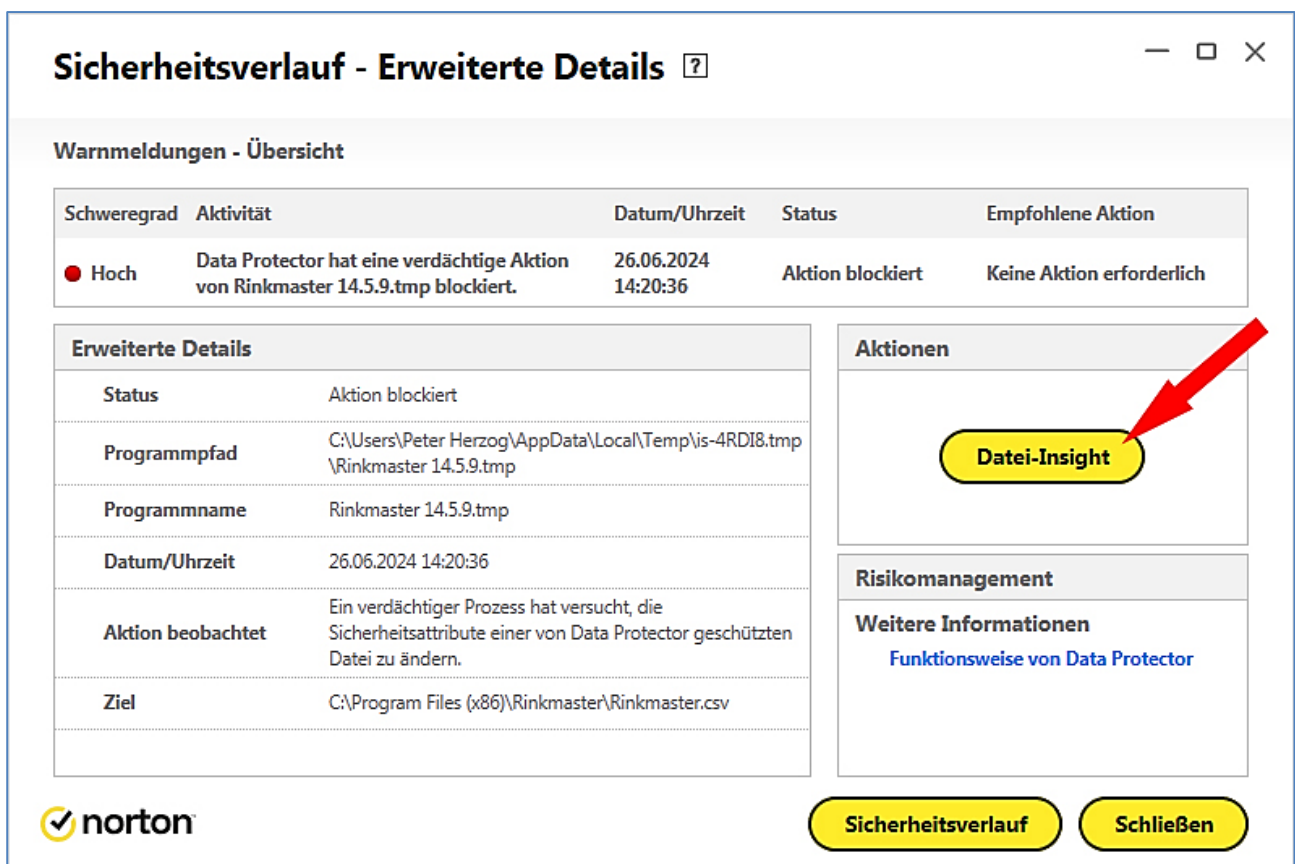 Sicherheitsverlauf - Erweiterte Details ?
Warnmeldungen - Übersicht
Schweregrad Aktivität Datum/Uhrzeit Status Empfohlene Aktion
Hoch Data Protector hat eine verdächtige Aktion
von Rinkmaster 14.5.9.tmp blockiert. 26.06.2024
14:20:36 Aktion blockiert Keine Aktion erforderlich
Erweiterte Details
Status Aktion blockiert
Programmpfad C:\Users\Peter Herzog\AppData\Local\Temp\is-4RDI8.tmp
\Rinkmaster 14.5.9.tmp
Programmname Rinkmaster 14.5.9.tmp
Datum/Uhrzeit 26.06.2024 14:20:36
Aktion beobachtet Ein verdächtiger Prozess hat versucht, die
Sicherheitsattribute einer von Data Protector geschützten
Datei zu ändern.
Ziel C:\Program Files (x86)\Rinkmaster\Rinkmaster.csv
Aktionen
Datei-Insight
Risikomanagement
Weitere Informationen
Funktionsweise von Data Protector
norton
Sicherheitsverlauf
Schließen